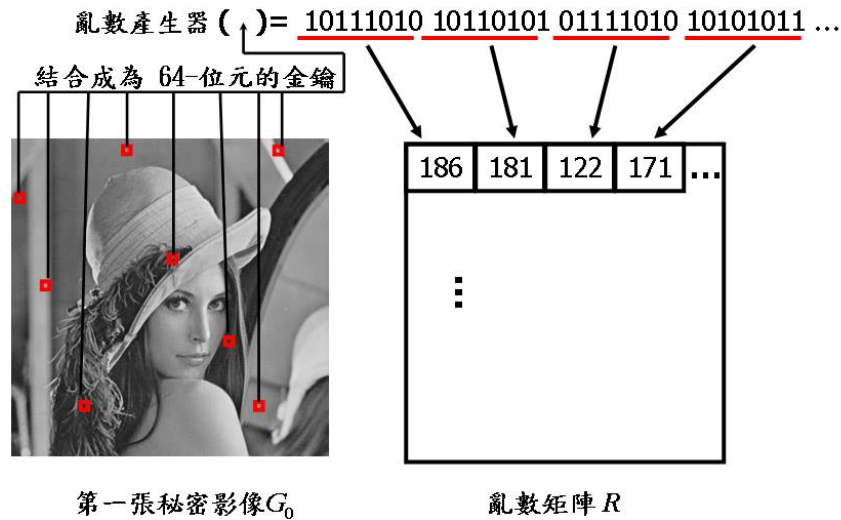 亂數產生器 ( )= 10111010 10110101 01111010 10101011 ...
結合成為 64-位元的金鑰
186 181 122 171 ...
⋮
第一張秘密影像G₀
亂數矩陣 R